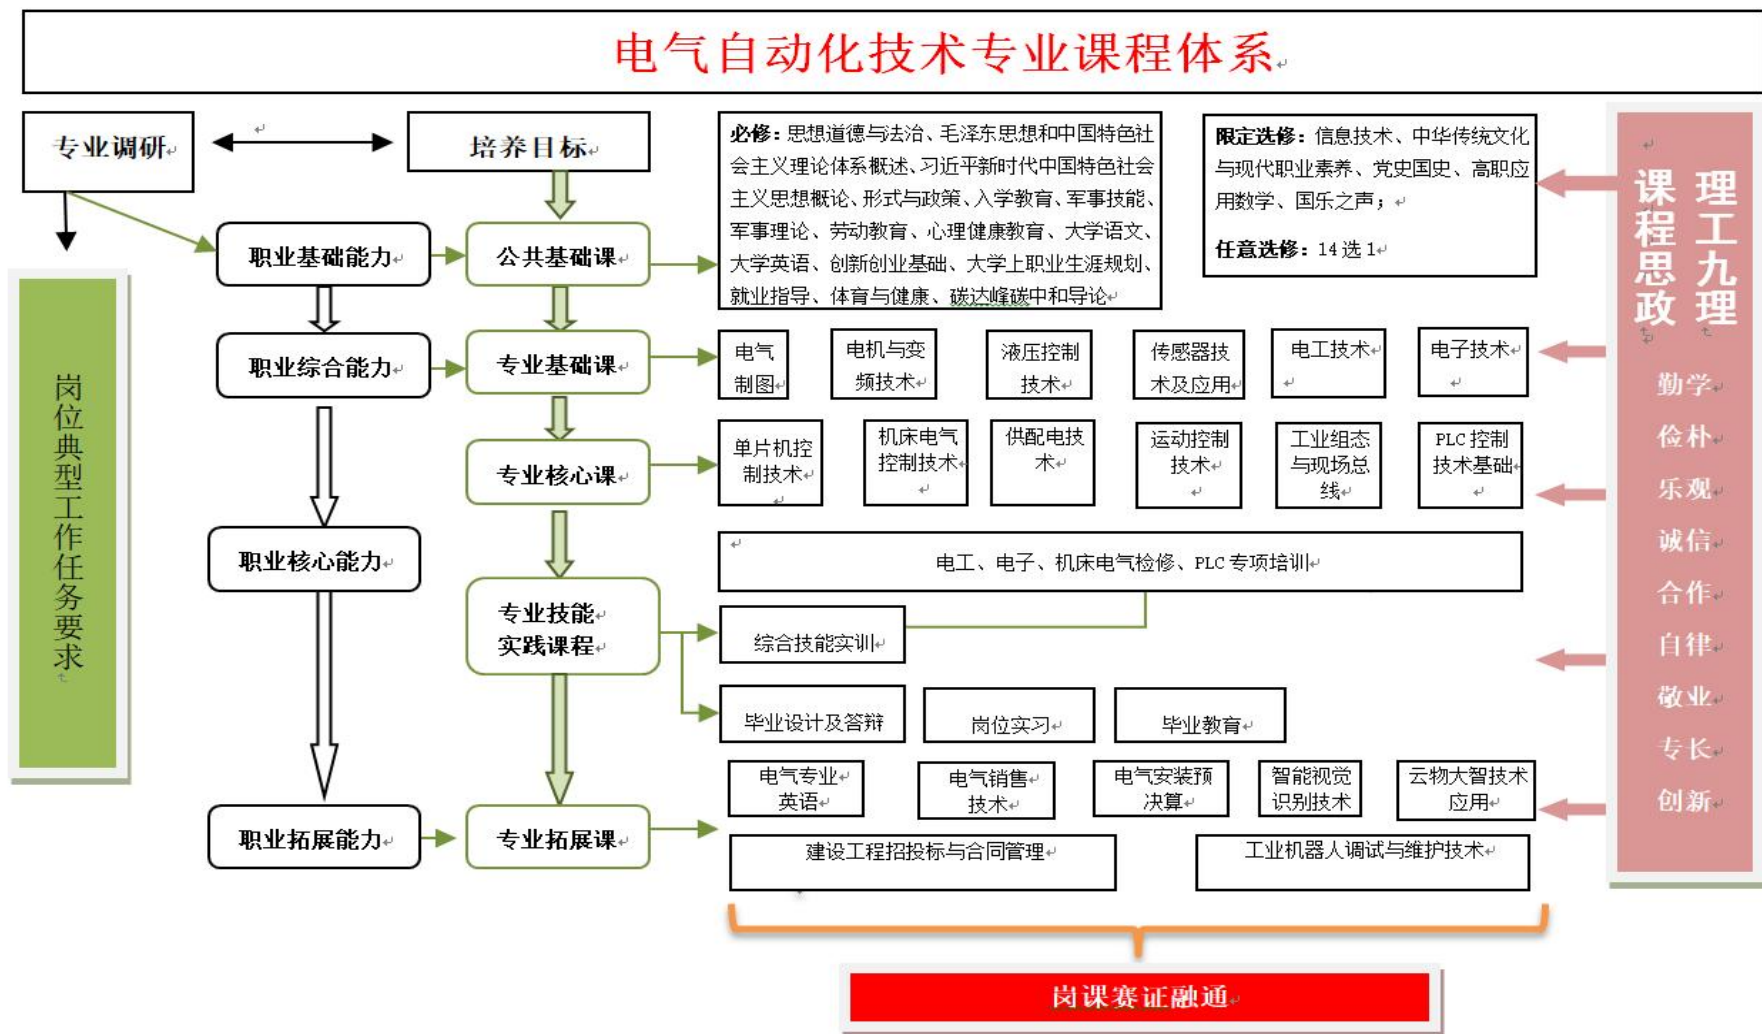 电气自动化技术专业课程体系
专业调研
培养目标
必修：思想道德与法治、毛泽东思想和中国特色社
会主义理论体系概述、习近平新时代中国特色社会
主义思想概论、形式与政策、入学教育、军事技能、
军事理论、劳动教育、心理健康教育、大学语文、
大学英语、创新创业基础、大学上职业生涯规划、
就业指导、体育与健康、碳达峰碳中和导论
限定选修：信息技术、中华传统文化
与现代职业素养、党史国史、高职应
用数学、国乐之声；
任意选修：14 选 1
职业基础能力
公共基础课
职业综合能力
专业基础课
电气
制图
电机与变
频技术
液压控制
技术
传感器技
术及应用
电工技术
电子技术
专业核心课
单片机控
制技术
机床电气
控制技术
供配电技
术
运动控制
技术
工业组态
与现场总
线
PLC 控制
技术基础
职业核心能力
电工、电子、机床电气检修、PLC 专项培训
专业技能
实践课程
综合技能实训
毕业设计及答辩
岗位实习
毕业教育
电气专业
英语
电气销售
技术
电气安装预
决算
智能视觉
识别技术
云物大智技术
应用
职业拓展能力
专业拓展课
建设工程招投标与合同管理
工业机器人调试与维护技术
岗位典型工作任务要求
理工九理
课程思政
勤学
俭朴
乐观
诚信
合作
自律
敬业
专长
创新
岗课赛证融通